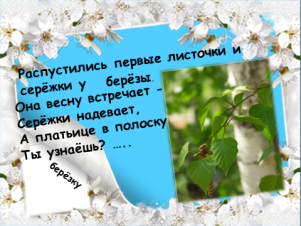 Распустились первые листочки и
серёжки у берёзы.
Она весну встречает –
Серёжки надевает,
А платьице в полоску
Ты узнаёшь? …..
берёзку